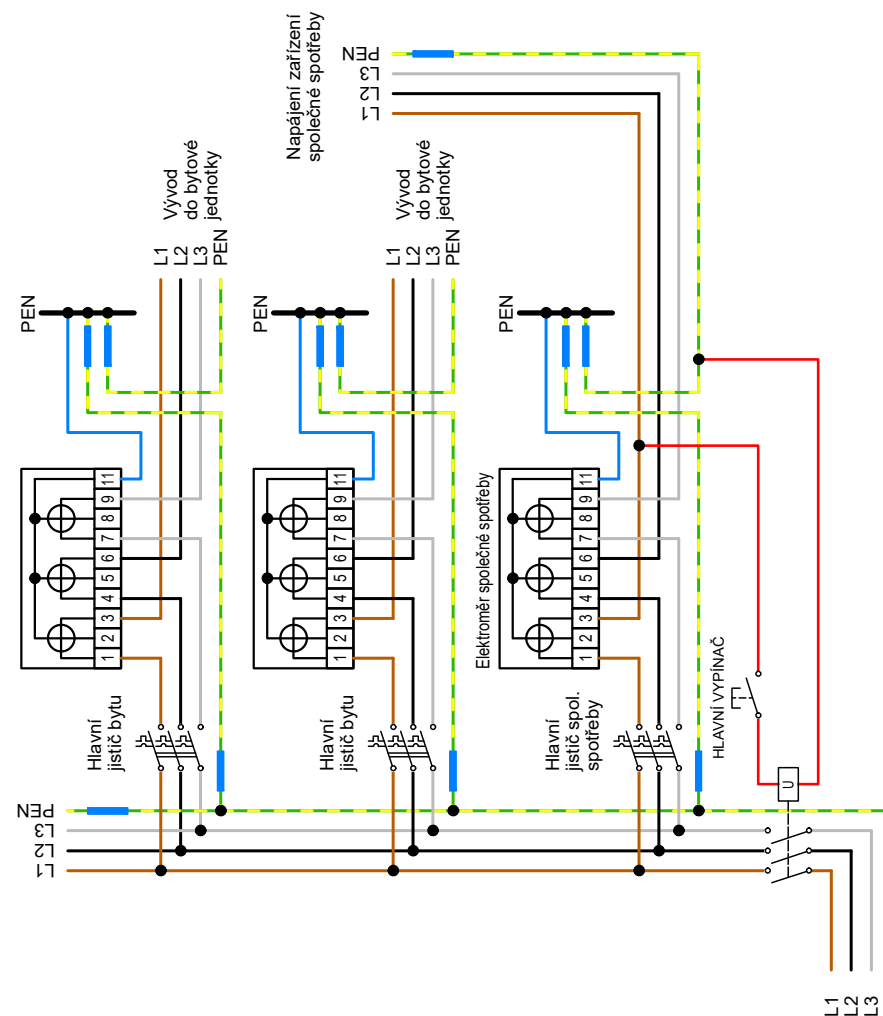 Napájení zařízení
společné spotřeby
PEN
L3
L2
L1
Vývod
do bytové
jednotky
L1
L2
L3
PEN
Vývod
do bytové
jednotky
L1
L2
L3
PEN
PEN
PEN
PEN
1 2 3 4 5 6 7 8 9 11
1 2 3 4 5 6 7 8 9 11
Elektroměr společné spotřeby
1 2 3 4 5 6 7 8 9 11
Hlavní
jistič bytu
Hlavní
jistič bytu
Hlavní
jistič spol.
spotřeby
HLAVNÍ VYPÍNAČ
U
PEN
L3
L2
L1
L1
L2
L3